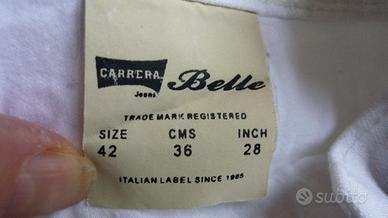 CARRERA
Jeans
Belle
TRADE MARK REGISTERED
SIZE CMS INCH
42 36 28
ITALIAN LABEL SINCE 1965
subito